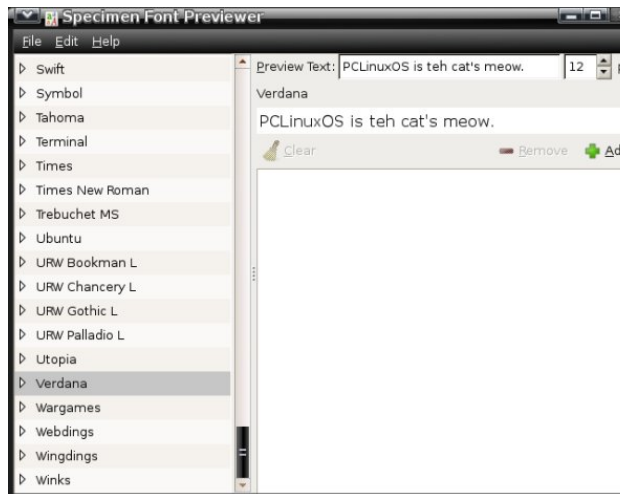 Specimen Font Previewer
File Edit Help
Swift
Symbol
Tahoma
Terminal
Times
Times New Roman
Trebuchet MS
Ubuntu
URW Bookman L
URW Chancery L
URW Gothic L
URW Palladio L
Utopia
Verdana
Wargames
Webdings
Wingdings
Winks
Preview Text: PCLinuxOS is teh cat's meow. 12
Verdana
PCLinuxOS is teh cat's meow.
Clear Remove Ad